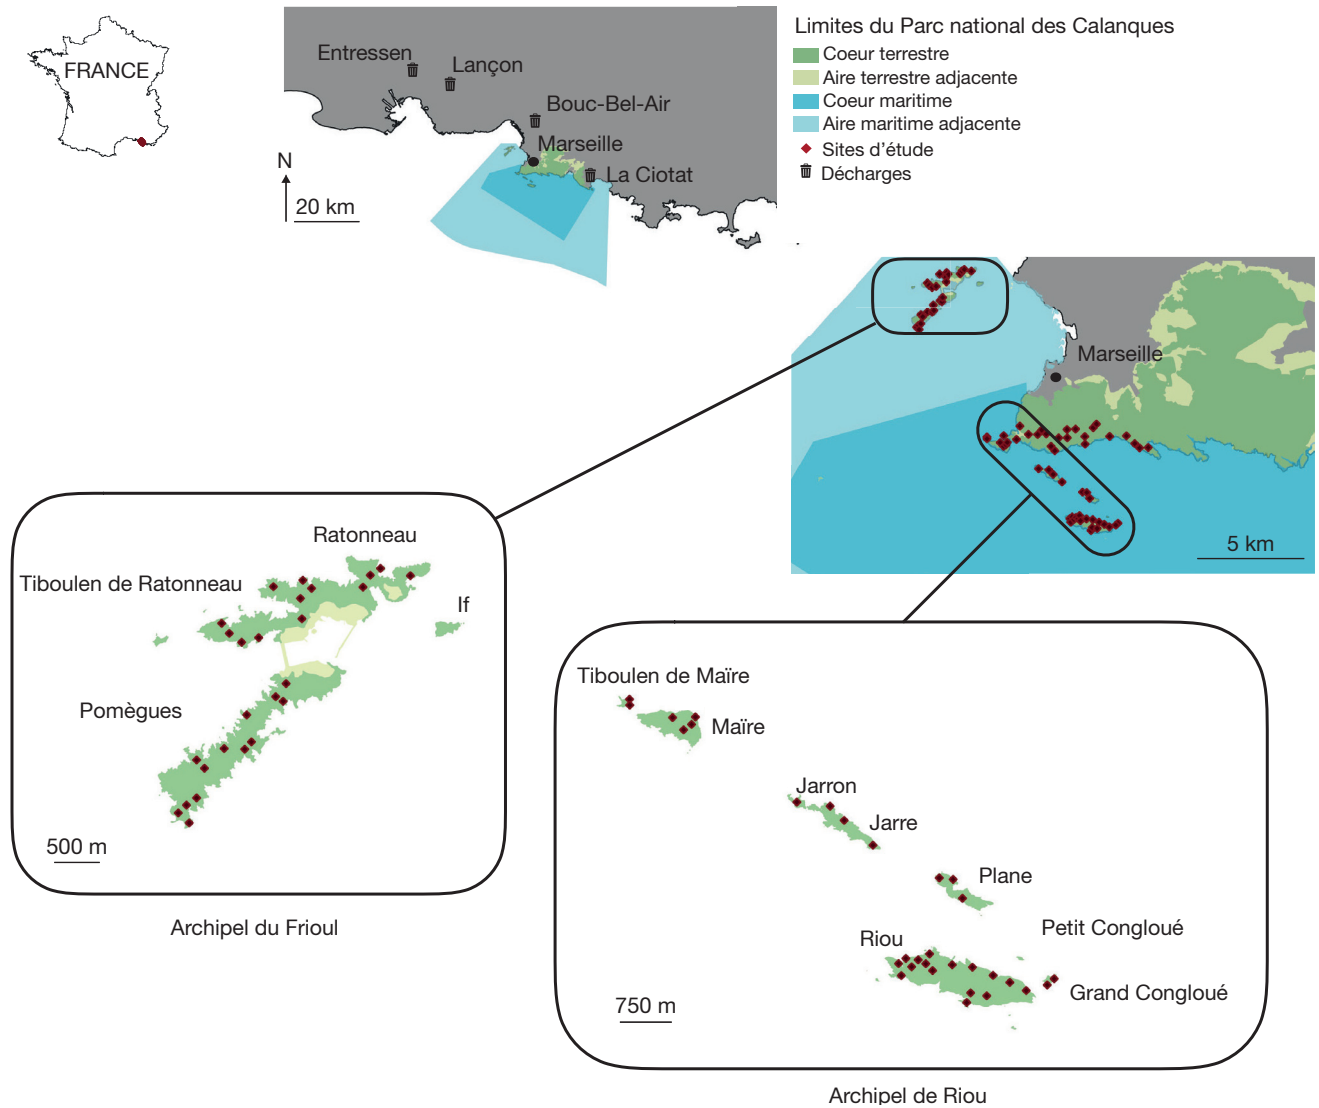 FRANCE
Entressen
Lançon
Bouc-Bel-Air
Marseille
La Ciotat
N
20 km
Limites du Parc national des Calanques
Coeur terrestre
Aire terrestre adjacente
Coeur maritime
Aire maritime adjacente
Sites d'étude
Décharges
Marseille
5 km
Ratonneau
Tiboulen de Ratonneau
If
Pomègues
500 m
Archipel du Frioul
Tiboulen de Maïre
Maïre
Jarron
Jarre
Plane
Petit Congloué
Riou
Grand Congloué
750 m
Archipel de Riou